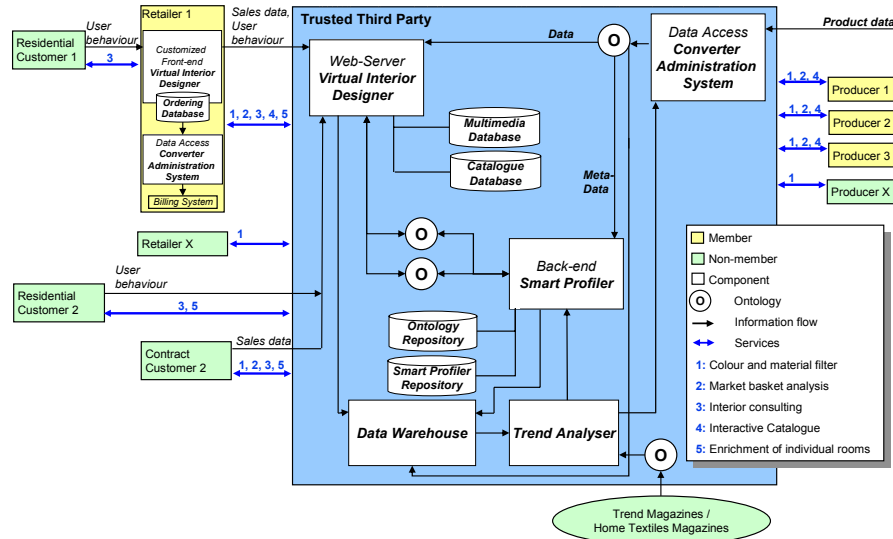 Retailer 1
Sales data,
User
behaviour
Trusted Third Party
Product data
User
behaviour
Residential
Customer 1
3
Customized
Front-end
Virtual Interior
Designer
Ordering
Database
Data Access
Converter
Administration
System
Billing System
1, 2, 3, 4, 5
Web-Server
Virtual Interior
Designer
Data
O
Data Access
Converter
Administration
System
Multimedia
Database
Catalogue
Database
Meta-
Data
1, 2, 4
Producer 1
1, 2, 4
Producer 2
1, 2, 4
Producer 3
1
Producer X
Retailer X
1
O
O
Back-end
Smart Profiler
User
behaviour
Residential
Customer 2
3, 5
Contract
Customer 2
Sales data
1, 2, 3, 5
Ontology
Repository
Smart Profiler
Repository
Data Warehouse
Trend Analyser
O
Trend Magazines /
Home Textiles Magazines
Member
Non-member
Component
O
Ontology
Information flow
Services
1: Colour and material filter
2: Market basket analysis
3: Interior consulting
4: Interactive Catalogue
5: Enrichment of individual rooms